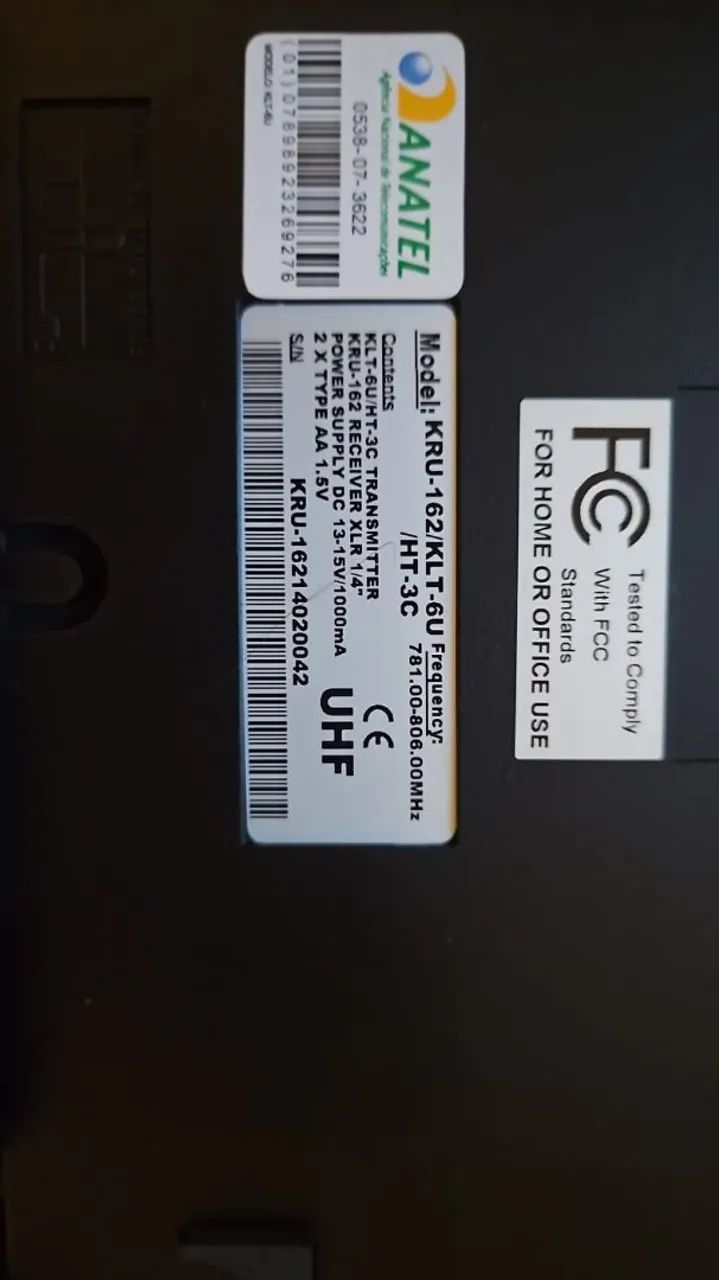 ANATEL
Agência Nacional de Telecomunicações
0538-07-3622
(01)07898923269276
MODELO: KLT-6U
Model: KRU-162/KLT-6U
/HT-3C
Frequency:
781.00-806.00MHz
Contents
KLT-6U/HT-3C TRANSMITTER
KRU-162 RECEIVER XLR 1/4"
POWER SUPPLY DC 13-15V/1000mA
2 X TYPE AA 1.5V
CE
UHF
S/N
KRU-16214020042
FC
Tested to Comply
With FCC
Standards
FOR HOME OR OFFICE USE